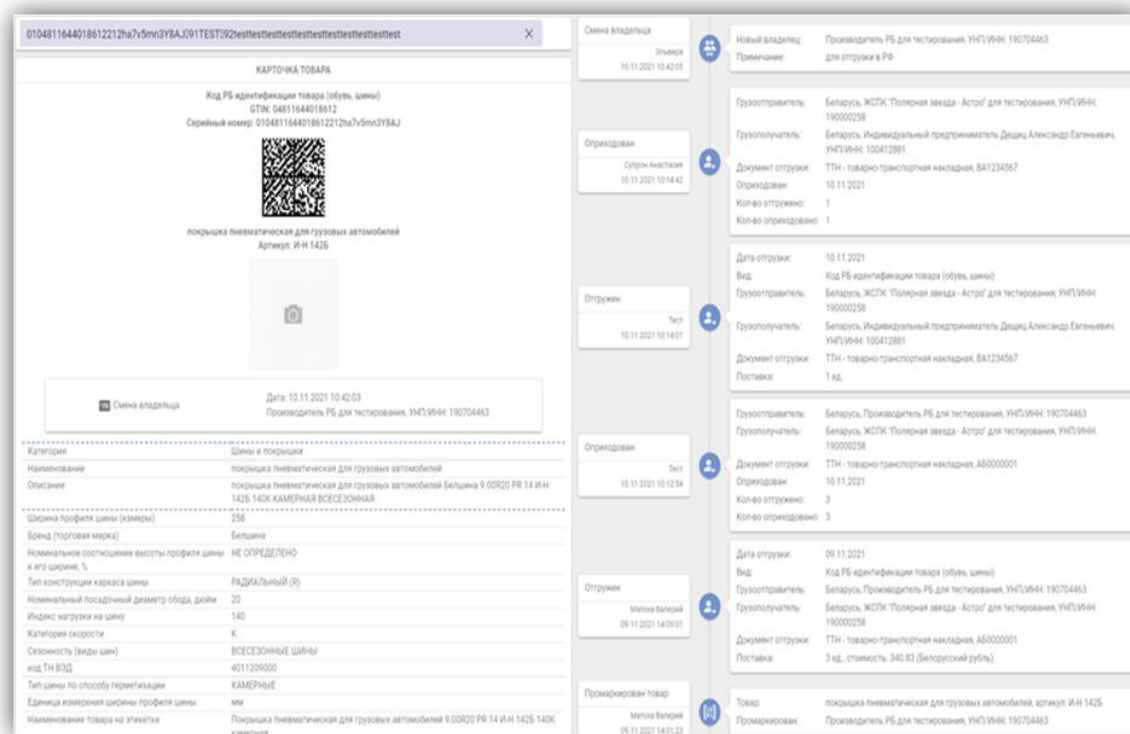 0104811644018612212ha7v5mn3Y8AJ▯91TEST▯92testtesttesttesttesttesttesttesttesttesttest
КАРТОЧКА ТОВАРА
Код РБ идентификации товара (обувь, шины)
GTIN: 04811644018612
Серийный номер: 0104811644018612212ha7v5mn3Y8AJ
покрышка пневматическая для грузовых автомобилей
Артикул: И-Н 142Б
Смена владельца
Дата: 10.11.2021 10:42:03
Производитель РБ для тестирования, УНП/ИНН: 190704463
Категория Шины и покрышки
Наименование покрышка пневматическая для грузовых автомобилей
Описание покрышка пневматическая для грузовых автомобилей Белшина 9.00R20 PR 14 И-Н
142Б 140К КАМЕРНАЯ ВСЕСЕЗОННАЯ
Ширина профиля шины (камеры) 258
Бренд (торговая марка) Белшина
Номинальное соотношение высоты профиля шины НЕ ОПРЕДЕЛЕНО
к его ширине, %
Тип конструкции каркаса шины РАДИАЛЬНЫЙ (R)
Номинальный посадочный диаметр обода, дюйм 20
Индекс нагрузки на шину 140
Категория скорости К
Сезонность (виды шин) ВСЕСЕЗОННЫЕ ШИНЫ
код ТН ВЭД 4011209000
Тип шины по способу герметизации КАМЕРНЫЕ
Единица измерения ширины профиля шины мм
Наименование товара на этикетке Покрышка пневматическая для грузовых автомобилей 9.00R20 PR 14 И-Н 142Б 140К
камерная
Смена владельца
Эльвира
10.11.2021 10:42:03
Новый владелец: Производитель РБ для тестирования, УНП/ИНН: 190704463
Примечание: для отгрузки в РФ
Оприходован
Супрон Анастасия
10.11.2021 10:14:42
Грузоотправитель: Беларусь, ЖСПК "Полярная звезда - Астро" для тестирования, УНП/ИНН:
190000258
Грузополучатель: Беларусь, Индивидуальный предприниматель Дещиц Александр Евгеньевич,
УНП/ИНН: 100412881
Документ отгрузки: ТТН - товарно-транспортная накладная, ВА1234567
Оприходован: 10.11.2021
Кол-во отгружено: 1
Кол-во оприходовано: 1
Отгружен
Тест
10.11.2021 10:14:01
Дата отгрузки: 10.11.2021
Вид: Код РБ идентификации товара (обувь, шины)
Грузоотправитель: Беларусь, ЖСПК "Полярная звезда - Астро" для тестирования, УНП/ИНН:
190000258
Грузополучатель: Беларусь, Индивидуальный предприниматель Дещиц Александр Евгеньевич,
УНП/ИНН: 100412881
Документ отгрузки: ТТН - товарно-транспортная накладная, ВА1234567
Поставка: 1 ед.
Оприходован
Тест
10.11.2021 10:12:54
Грузоотправитель: Беларусь, Производитель РБ для тестирования, УНП/ИНН: 190704463
Грузополучатель: Беларусь, ЖСПК "Полярная звезда - Астро" для тестирования, УНП/ИНН:
190000258
Документ отгрузки: ТТН - товарно-транспортная накладная, АБ0000001
Оприходован: 10.11.2021
Кол-во отгружено: 3
Кол-во оприходовано: 3
Отгружен
Матоха Валерий
09.11.2021 14:09:01
Дата отгрузки: 09.11.2021
Вид: Код РБ идентификации товара (обувь, шины)
Грузоотправитель: Беларусь, Производитель РБ для тестирования, УНП/ИНН: 190704463
Грузополучатель: Беларусь, ЖСПК "Полярная звезда - Астро" для тестирования, УНП/ИНН:
190000258
Документ отгрузки: ТТН - товарно-транспортная накладная, АБ0000001
Поставка: 3 ед., стоимость: 340.83 (Белорусский рубль)
Промаркирован товар
Матоха Валерий
09.11.2021 14:01:23
Товар: покрышка пневматическая для грузовых автомобилей, артикул: И-Н 142Б
Промаркирован: Производитель РБ для тестирования, УНП/ИНН: 190704463